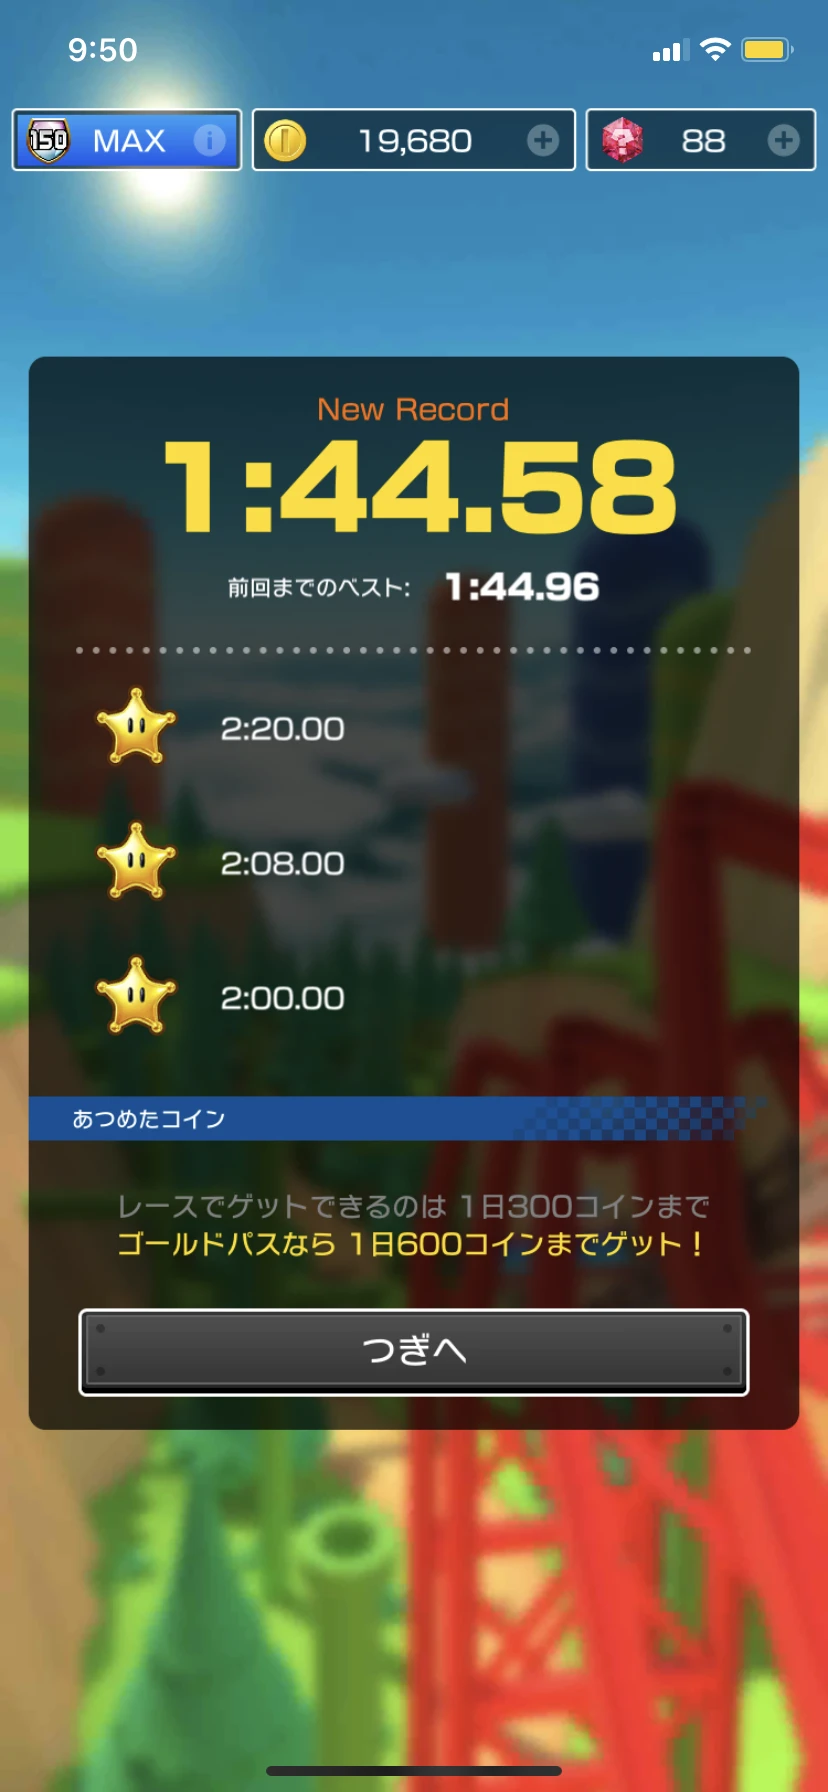 9:50
150 MAX i 19,680 + ? 88 +
New Record
1:44.58
前回までのベスト: 1:44.96
2:20.00
2:08.00
2:00.00
あつめたコイン
レースでゲットできるのは 1日300コインまで
ゴールドパスなら 1日600コインまでゲット！
つぎへ